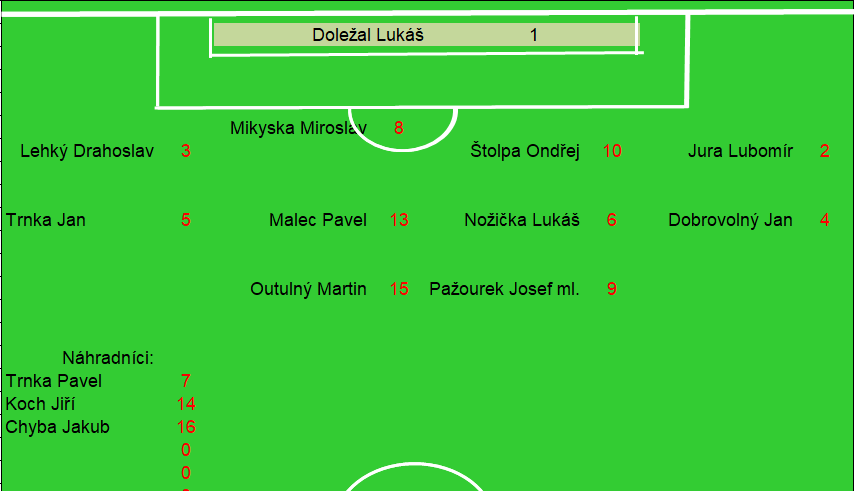 Doležal Lukáš 1
Mikyska Miroslav 8
Lehký Drahoslav 3 Štolpa Ondřej 10 Jura Lubomír 2
Trnka Jan 5 Malec Pavel 13 Nožička Lukáš 6 Dobrovolný Jan 4
Outulný Martin 15 Pažourek Josef ml. 9
Náhradníci:
Trnka Pavel 7
Koch Jiří 14
Chyba Jakub 16
0
0